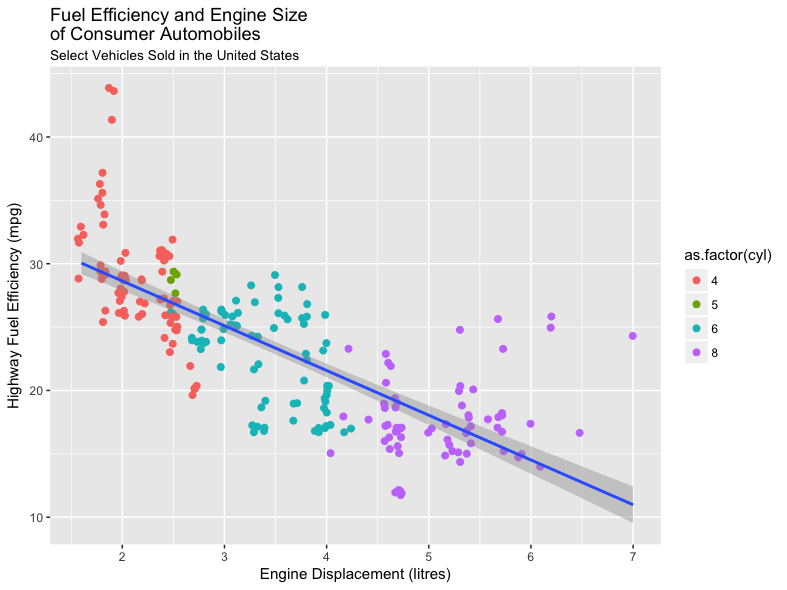 Fuel Efficiency and Engine Size
of Consumer Automobiles
Select Vehicles Sold in the United States
Highway Fuel Efficiency (mpg)
40
30
20
10
2 3 4 5 6 7
Engine Displacement (litres)
as.factor(cyl)
4
5
6
8